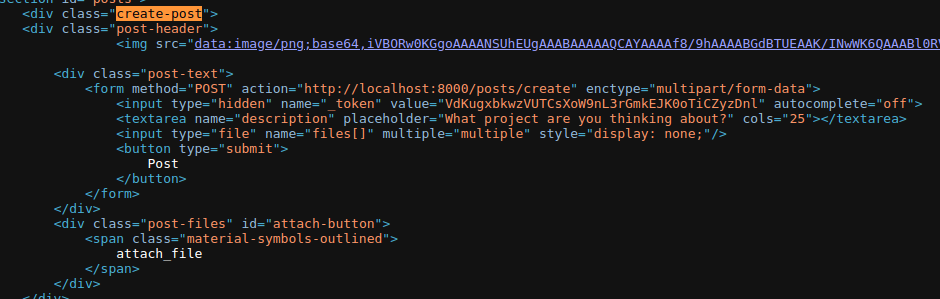 section id="posts">
<div class="create-post">
<div class="post-header">
<img src="data:image/png;base64,iVBORw0KGgoAAAANSUhEUgAABAAAAAQCAYAAAAf8/9hAAAABGdBTUEAAK/INwWK6QAAABl0RV
<div class="post-text">
<form method="POST" action="http://localhost:8000/posts/create" enctype="multipart/form-data">
<input type="hidden" name="_token" value="VdKugxbkwzVUTCsXoW9nL3rGmkEJK0oTiCZyzDnl" autocomplete="off">
<textarea name="description" placeholder="What project are you thinking about?" cols="25"></textarea>
<input type="file" name="files[]" multiple="multiple" style="display: none;"/>
<button type="submit">
Post
</button>
</form>
</div>
<div class="post-files" id="attach-button">
<span class="material-symbols-outlined">
attach_file
</span>
</div>
</div>